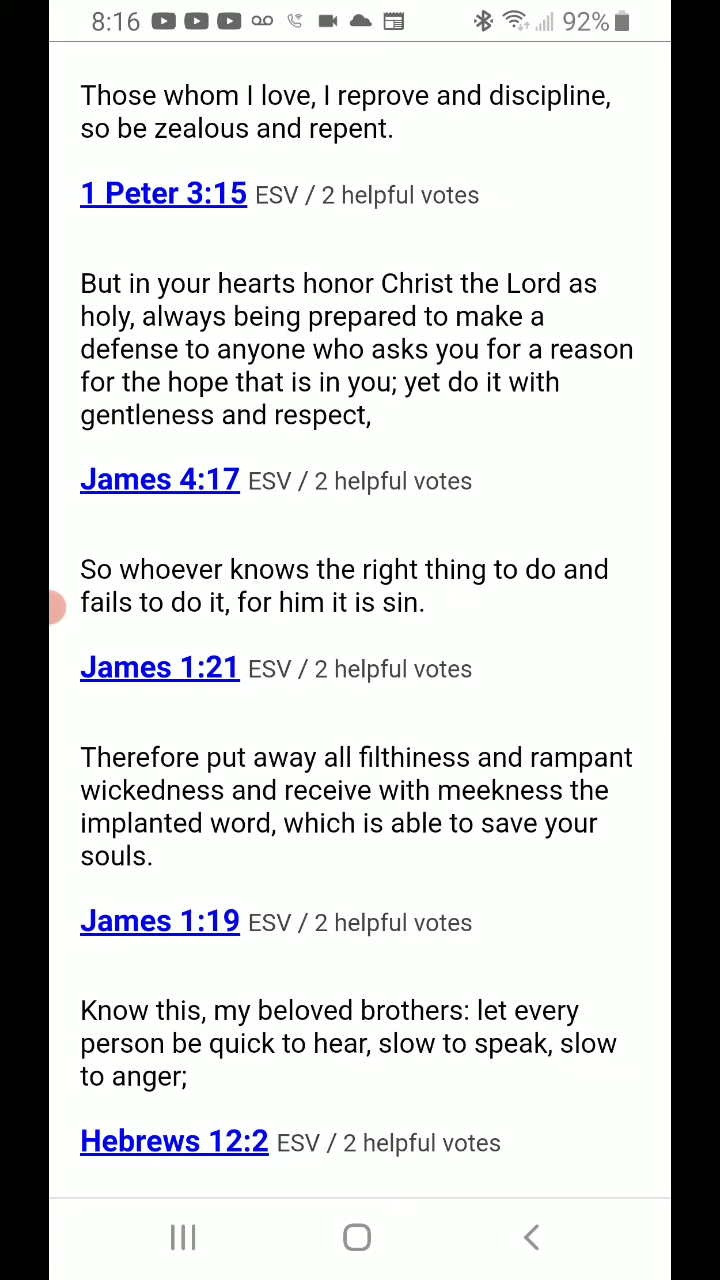 8:16 92%
Those whom I love, I reprove and discipline,
so be zealous and repent.
1 Peter 3:15 ESV / 2 helpful votes
But in your hearts honor Christ the Lord as
holy, always being prepared to make a
defense to anyone who asks you for a reason
for the hope that is in you; yet do it with
gentleness and respect,
James 4:17 ESV / 2 helpful votes
So whoever knows the right thing to do and
fails to do it, for him it is sin.
James 1:21 ESV / 2 helpful votes
Therefore put away all filthiness and rampant
wickedness and receive with meekness the
implanted word, which is able to save your
souls.
James 1:19 ESV / 2 helpful votes
Know this, my beloved brothers: let every
person be quick to hear, slow to speak, slow
to anger;
Hebrews 12:2 ESV / 2 helpful votes